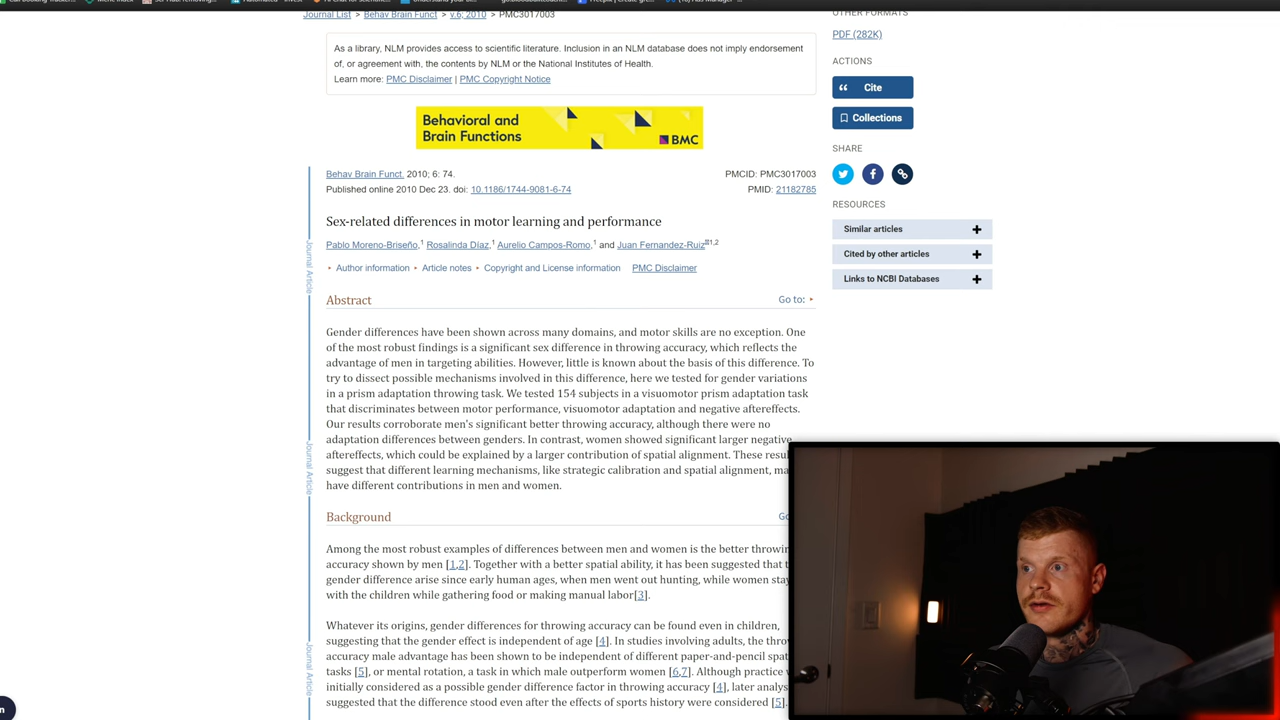 Journal List > Behav Brain Funct > v.6; 2010 > PMC3017003
As a library, NLM provides access to scientific literature. Inclusion in an NLM database does not imply endorsement
of, or agreement with, the contents by NLM or the National Institutes of Health.
Learn more: PMC Disclaimer | PMC Copyright Notice
Behavioral and
Brain Functions
BMC
Behav Brain Funct. 2010; 6: 74.
PMCID: PMC3017003
Published online 2010 Dec 23. doi: 10.1186/1744-9081-6-74
PMID: 21182785
Sex-related differences in motor learning and performance
Pablo Moreno-Briseño,1 Rosalinda Díaz,1 Aurelio Campos-Romo,1 and Juan Fernandez-Ruiz1,2
Author information Article notes Copyright and License information PMC Disclaimer
Abstract
Go to:
Gender differences have been shown across many domains, and motor skills are no exception. One
of the most robust findings is a significant sex difference in throwing accuracy, which reflects the
advantage of men in targeting abilities. However, little is known about the basis of this difference. To
try to dissect possible mechanisms involved in this difference, here we tested for gender variations
in a prism adaptation throwing task. We tested 154 subjects in a visuomotor prism adaptation task
that discriminates between motor performance, visuomotor adaptation and negative aftereffects.
Our results corroborate men's significant better throwing accuracy, although there were no
adaptation differences between genders. In contrast, women showed significant larger negative
aftereffects, which could be explained by a larger contribution of spatial alignment. These
suggest that different learning mechanisms, like strategic calibration and spatial alignment,
have different contributions in men and women.
Background
Among the most robust examples of differences between men and women is the better
accuracy shown by men [1,2]. Together with a better spatial ability, it has been suggested that
gender difference arise since early human ages, when men went out hunting, while women
with the children while gathering food or making manual labor[3].
Whatever its origins, gender differences for throwing accuracy can be found even in children,
suggesting that the gender effect is independent of age [4]. In studies involving adults, the
accuracy male advantage has been shown to be independent of different paper-and-pencil
tasks [5], or mental rotation, a task in which male outperform women [6,7]. Although practice
initially considered as a possible gender difference factor in throwing accuracy [4], later
suggested that the difference stood even after the effects of sports history were considered [5].
Journal Article
Journal Article
Journal Article
OTHER FORMATS
PDF (282K)
ACTIONS
Cite
Collections
SHARE
RESOURCES
Similar articles
Cited by other articles
Links to NCBI Databases